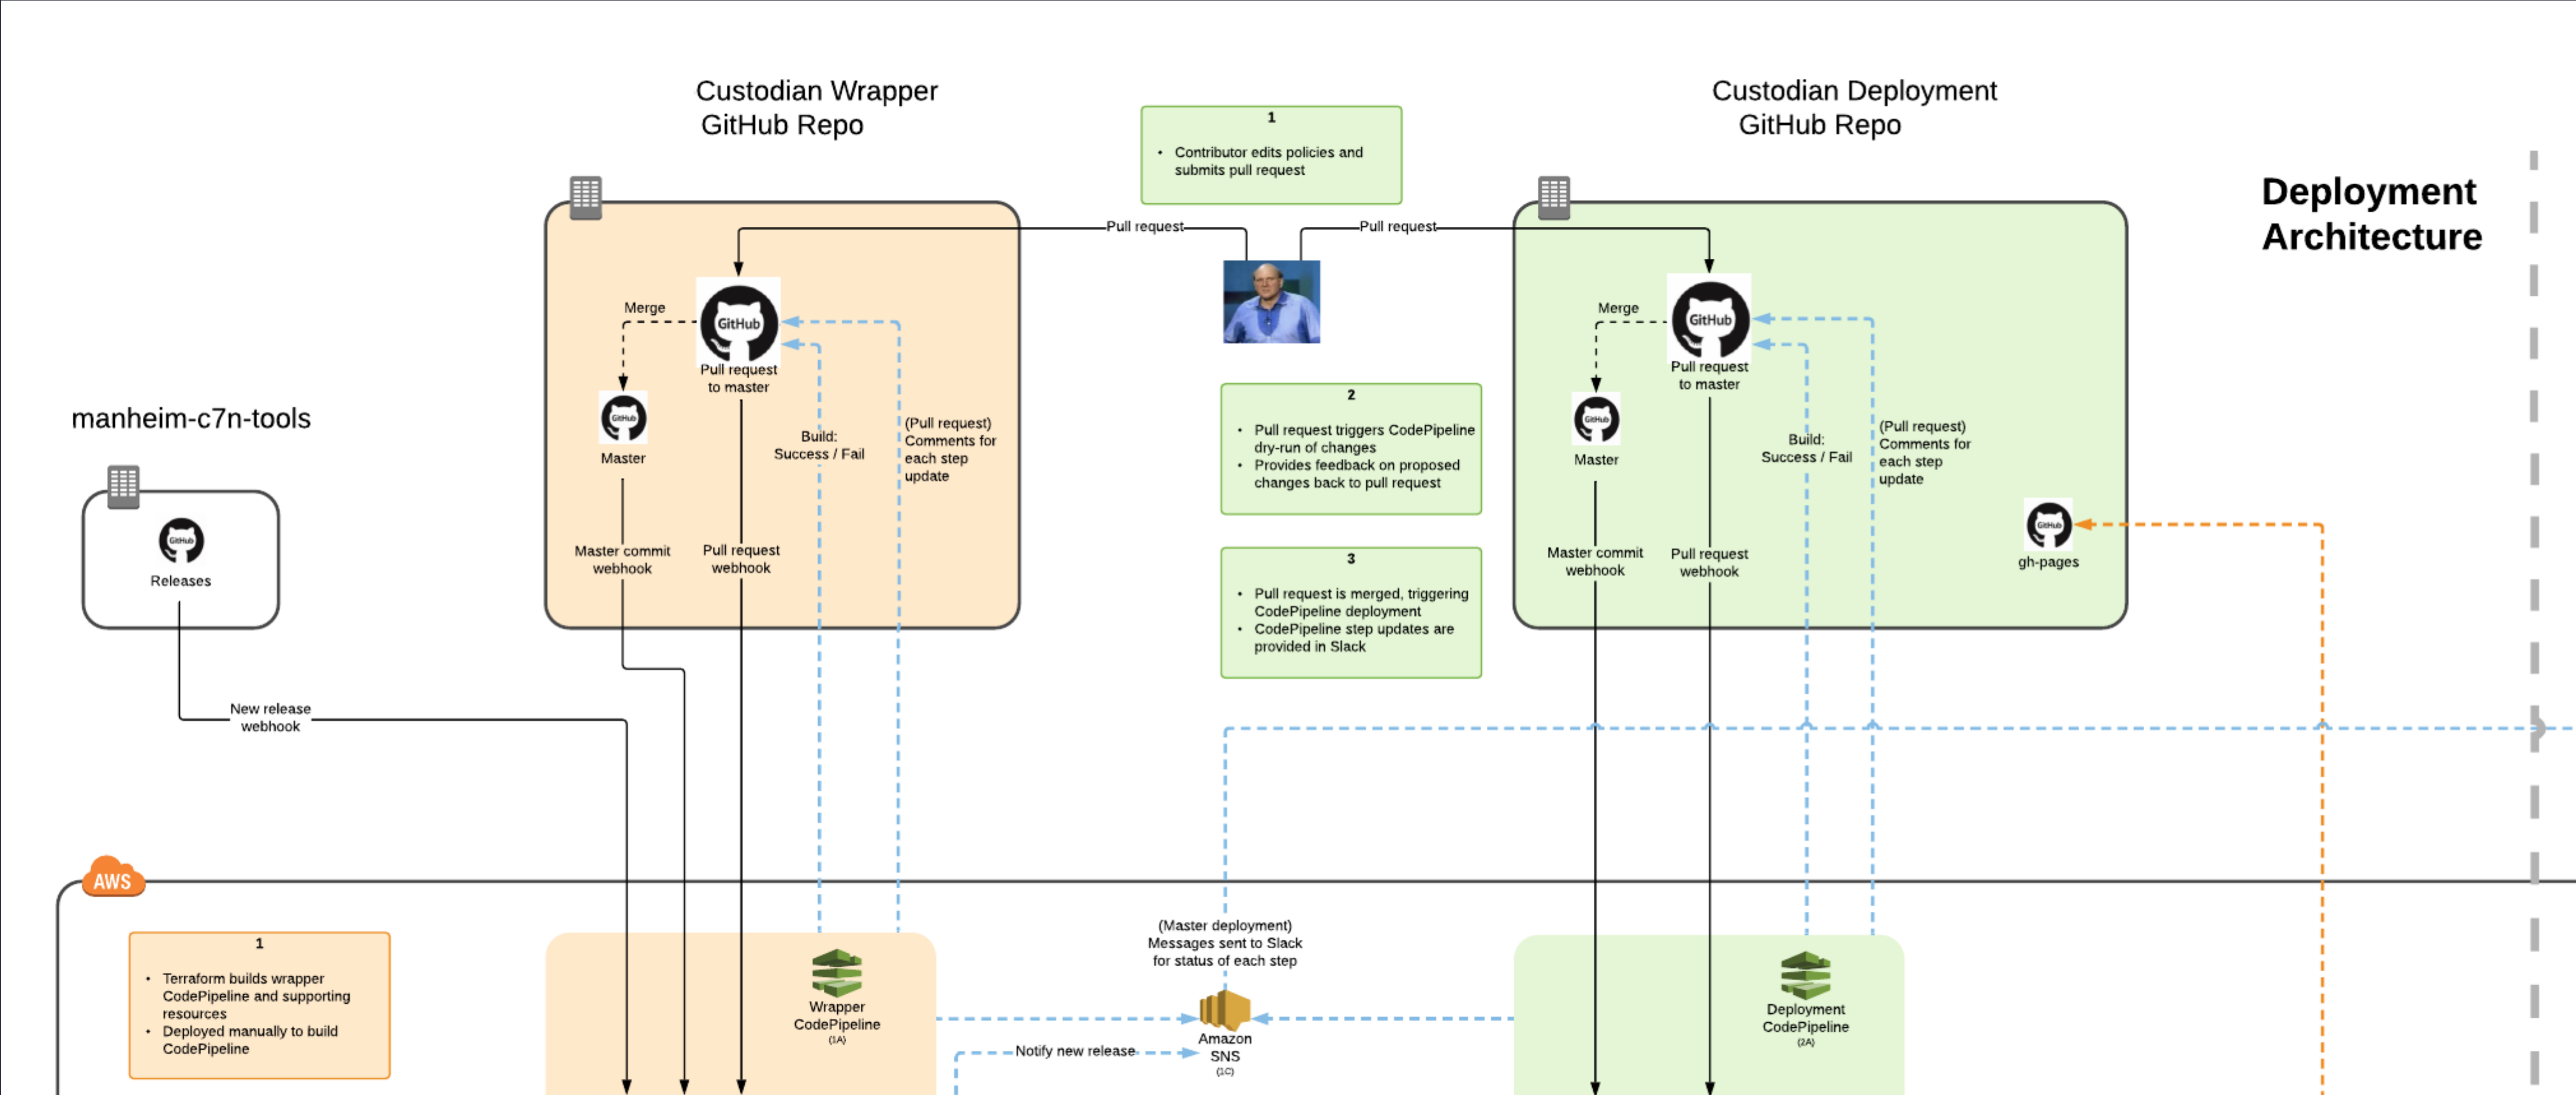 Custodian Wrapper
GitHub Repo
1
• Contributor edits policies and
submits pull request
Custodian Deployment
GitHub Repo
Deployment
Architecture
Pull request
Pull request
Merge
GitHub
Pull request
to master
GitHub
Master
Build:
Success / Fail
(Pull request)
Comments for
each step
update
Master commit
webhook
Pull request
webhook
manheim-c7n-tools
GitHub
Releases
New release
webhook
2
• Pull request triggers CodePipeline
dry-run of changes
• Provides feedback on proposed
changes back to pull request
3
• Pull request is merged, triggering
CodePipeline deployment
• CodePipeline step updates are
provided in Slack
Merge
GitHub
Pull request
to master
GitHub
Master
Build:
Success / Fail
(Pull request)
Comments for
each step
update
Master commit
webhook
Pull request
webhook
GitHub
gh-pages
AWS
1
• Terraform builds wrapper
CodePipeline and supporting
resources
• Deployed manually to build
CodePipeline
Wrapper
CodePipeline
(1A)
(Master deployment)
Messages sent to Slack
for status of each step
Amazon
SNS
(1C)
Notify new release
Deployment
CodePipeline
(2A)